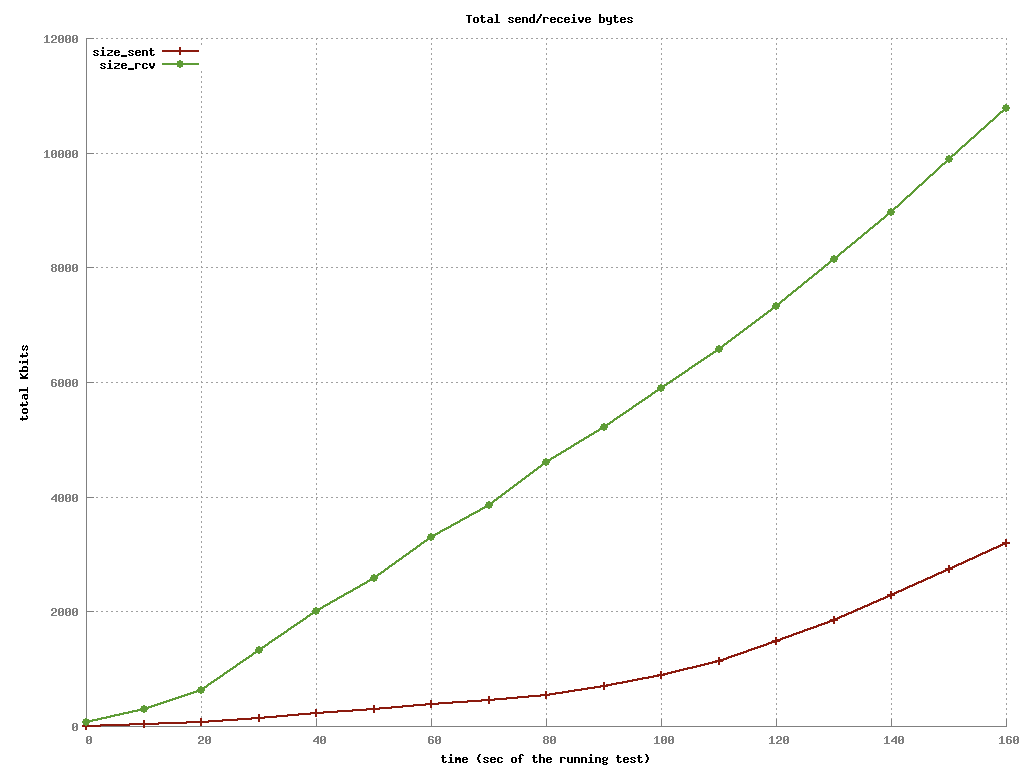 Total send/receive bytes
12000
size_sent
size_rcv
10000
8000
6000
total Kbits
4000
2000
0
0 20 40 60 80 100 120 140 160
time (sec of the running test)